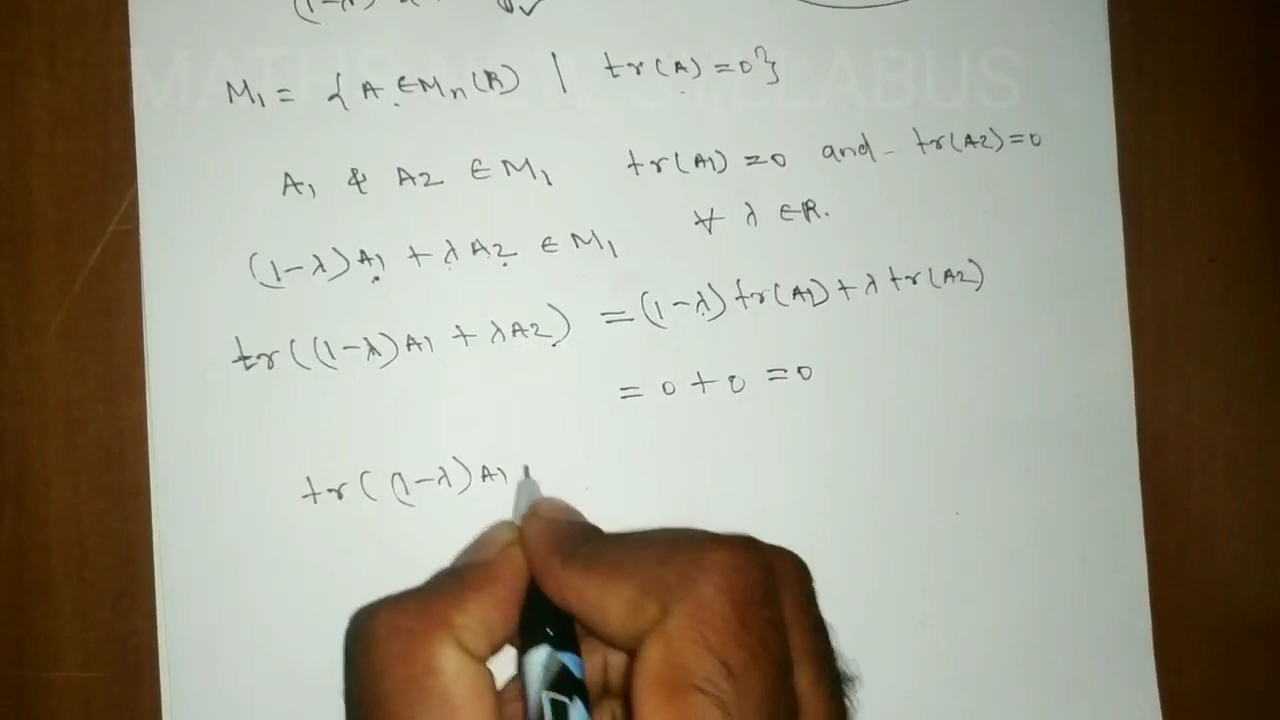 (1-λ)
M₁ = {A ∈ Mₙ(ℝ) | tr(A) = 0}
A₁ & A2 ∈ M₁ tr(A1) = 0 and tr(A2) = 0
(1-λ)A1 + λA2 ∈ M₁ ∀ λ ∈ ℝ.
tr((1-λ)A1 + λA2) = (1-λ) tr(A1) + λ tr(A2)
= 0 + 0 = 0
tr((1-λ)A1